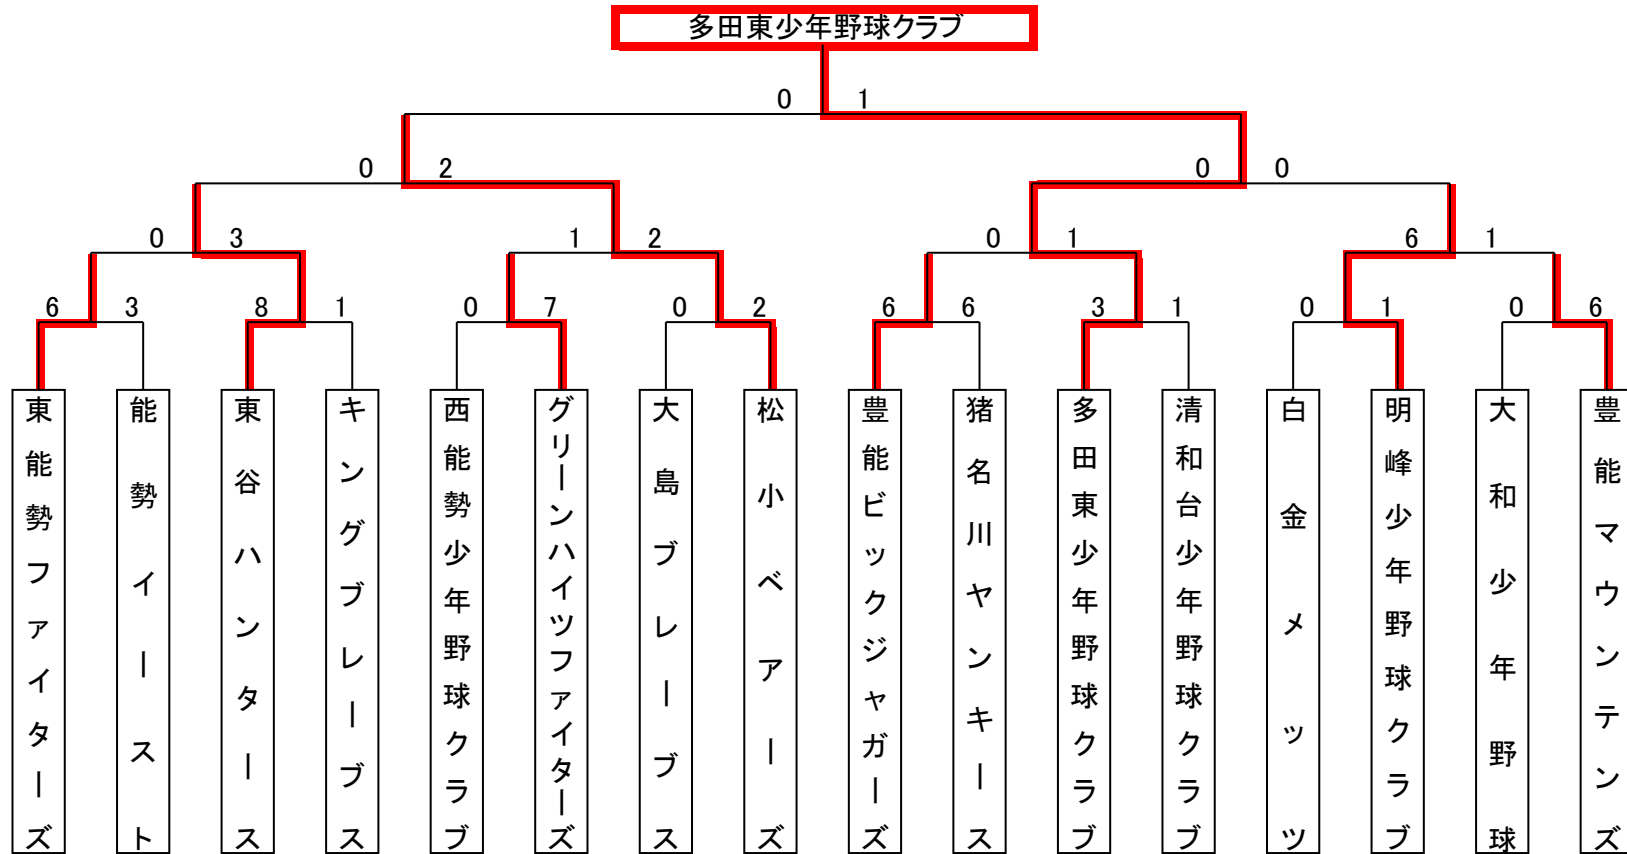 多田東少年野球クラブ
0 1
0 2 0 0
0 3 1 2 0 1 6 1
6 3 8 1 0 7 0 2 6 6 3 1 0 1 0 6
東能勢ファイターズ
能勢イースト
東谷ハンタース
キングブレーブス
西能勢少年野球クラブ
グリーンハイツファイターズ
大島ブレーブス
松小ベアーズ
豊能ビックジャガーズ
猪名川ヤンキース
多田東少年野球クラブ
清和台少年野球クラブ
白金メッツ
明峰少年野球クラブ
大和少年野球
豊能マウンテンズ